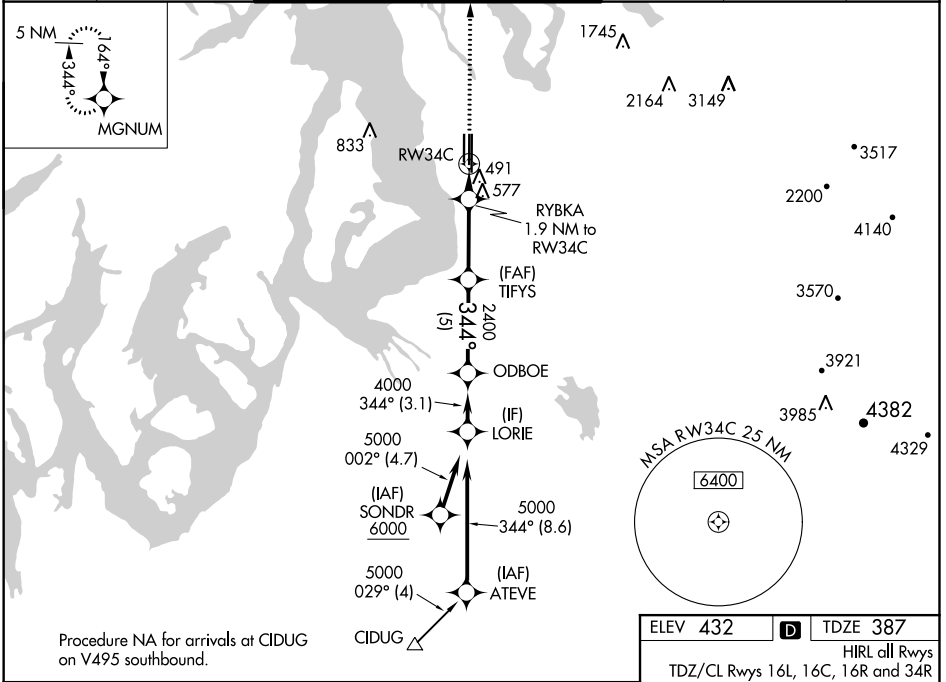 5 NM
164°
344°
MGNUM
1745
2164
3149
833
RW34C
491
577
3517
2200
4140
RYBKA
1.9 NM to
RW34C
(FAF)
TIFYS
2400
344°
(5)
3570
ODBOE
3921
4000
344° (3.1)
(IF)
LORIE
3985
4382
4329
5000
002° (4.7)
MSA RW34C 25 NM
6400
(IAF)
SONDR
6000
5000
344° (8.6)
5000
029° (4)
(IAF)
ATEVE
CIDUG
Procedure NA for arrivals at CIDUG
on V495 southbound.
ELEV 432 D TDZE 387
HIRL all Rwys
TDZ/CL Rwys 16L, 16C, 16R and 34R